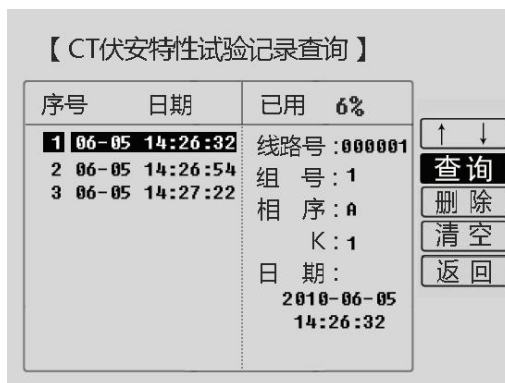 【 CT伏安特性试验记录查询 】
序号 日期
1 06-05 14:26:32
2 06-05 14:26:54
3 06-05 14:27:22
已用 6%
线路号:000001
组 号:1
相 序:A
K:1
日 期:
2010-06-05
14:26:32
↑ ↓
查询
删 除
清 空
返 回